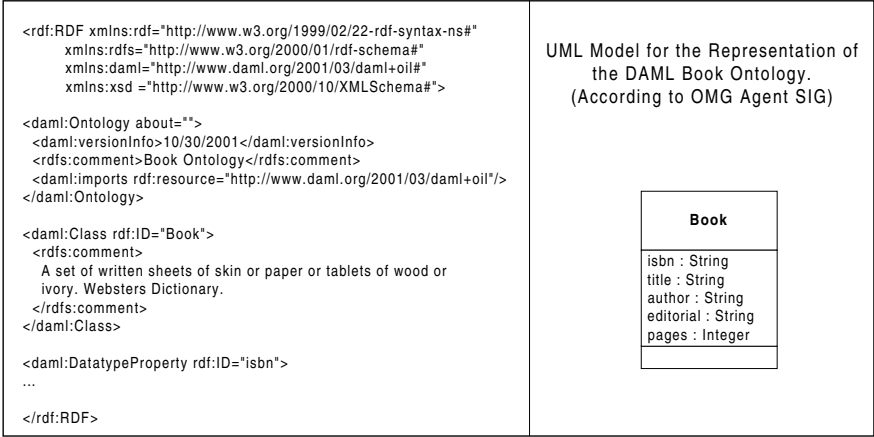 <rdf:RDF xmlns:rdf="http://www.w3.org/1999/02/22-rdf-syntax-ns#"
xmlns:rdfs="http://www.w3.org/2000/01/rdf-schema#"
xmlns:daml="http://www.daml.org/2001/03/daml+oil#"
xmlns:xsd ="http://www.w3.org/2000/10/XMLSchema#">
<daml:Ontology about="">
<daml:versionInfo>10/30/2001</daml:versionInfo>
<rdfs:comment>Book Ontology</rdfs:comment>
<daml:imports rdf:resource="http://www.daml.org/2001/03/daml+oil"/>
</daml:Ontology>
<daml:Class rdf:ID="Book">
<rdfs:comment>
A set of written sheets of skin or paper or tablets of wood or
ivory. Websters Dictionary.
</rdfs:comment>
</daml:Class>
<daml:DatatypeProperty rdf:ID="isbn">
...
</rdf:RDF>
UML Model for the Representation of
the DAML Book Ontology.
(According to OMG Agent SIG)
Book
isbn : String
title : String
author : String
editorial : String
pages : Integer